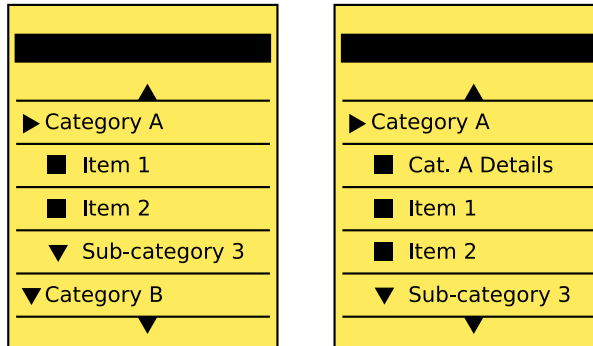 Category A
Item 1
Item 2
Sub-category 3
Category B
Category A
Cat. A Details
Item 1
Item 2
Sub-category 3